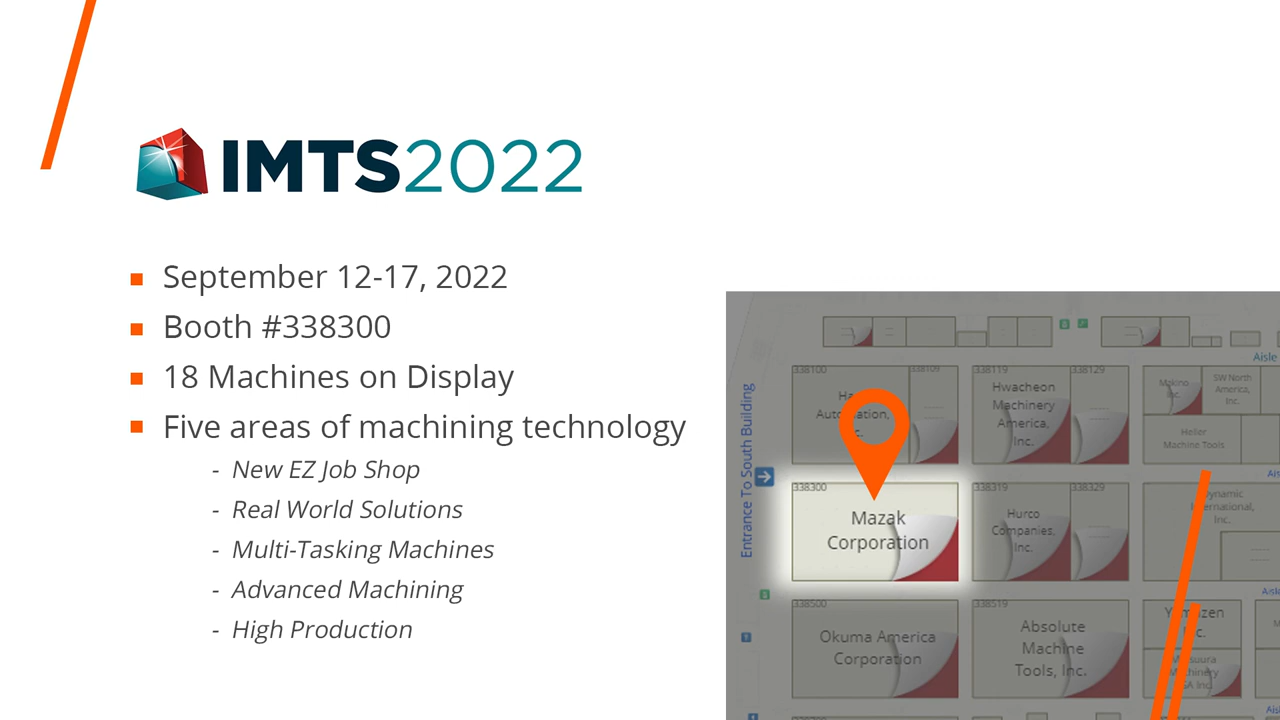 IMTS2022
■ September 12-17, 2022
■ Booth #338300
■ 18 Machines on Display
■ Five areas of machining technology
- New EZ Job Shop
- Real World Solutions
- Multi-Tasking Machines
- Advanced Machining
- High Production
Entrance To South Building
Aisle
338100
338109
338119
338129
Hwacheon
Machinery
America,
Inc.
Makino
Inc.
SW North
America,
Inc.
Heller
Machine Tools
338300
Mazak
Corporation
338319
338329
Hurco
Companies,
Inc.
Inc.
338500
Okuma America
Corporation
338519
Absolute
Machine
Tools, Inc.